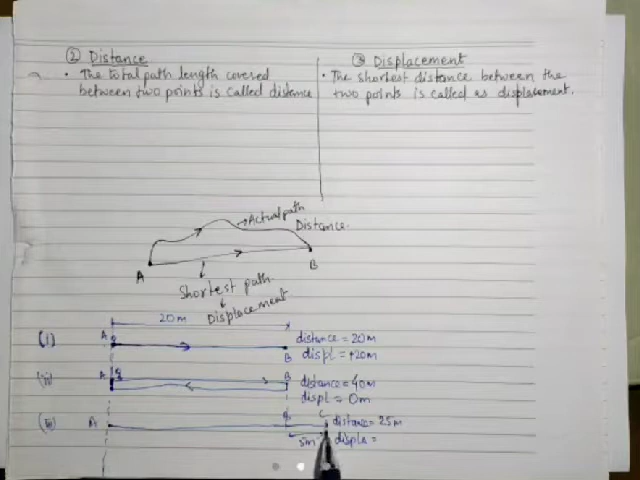 ② Distance
• The total path length covered
between two points is called distance
③ Displacement
• The shortest distance between the
two points is called as displacement.
Actual path
Distance
A
B
Shortest path
Displacement
20m
(i) A B distance = 20m
displ = +20m
(ii) A B distance = 40m
displ = 0m
(iii) A C distance = 25m
5m displa =